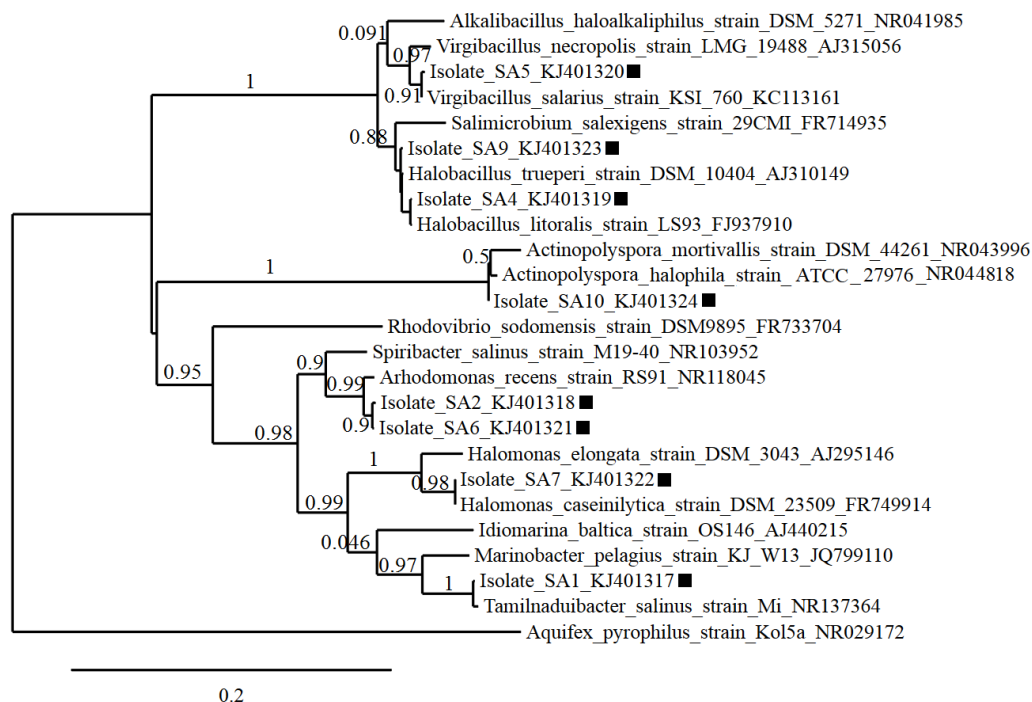 Alkalibacillus_haloalkaliphilus_strain_DSM_5271_NR041985
0.091
Virgibacillus_necropolis_strain_LMG_19488_AJ315056
0.97
Isolate_SA5_KJ401320
1
0.91
Virgibacillus_salarius_strain_KSI_760_KC113161
Salimicrobium_salexigens_strain_29CMI_FR714935
0.88
Isolate_SA9_KJ401323
Halobacillus_trueperi_strain_DSM_10404_AJ310149
Isolate_SA4_KJ401319
Halobacillus_litoralis_strain_LS93_FJ937910
Actinopolyspora_mortivallis_strain_DSM_44261_NR043996
0.5
1
Actinopolyspora_halophila_strain_ATCC_27976_NR044818
Isolate_SA10_KJ401324
Rhodovibrio_sodomensis_strain_DSM9895_FR733704
Spiribacter_salinus_strain_M19-40_NR103952
0.9
0.95
Arhodomonas_recens_strain_RS91_NR118045
0.99
Isolate_SA2_KJ401318
0.9
Isolate_SA6_KJ401321
0.98
Halomonas_elongata_strain_DSM_3043_AJ295146
1
Isolate_SA7_KJ401322
0.98
0.99
Halomonas_caseinilytica_strain_DSM_23509_FR749914
Idiomarina_baltica_strain_OS146_AJ440215
0.046
Marinobacter_pelagius_strain_KJ_W13_JQ799110
0.97
Isolate_SA1_KJ401317
1
Tamilnaduibacter_salinus_strain_Mi_NR137364
Aquifex_pyrophilus_strain_Kol5a_NR029172
0.2